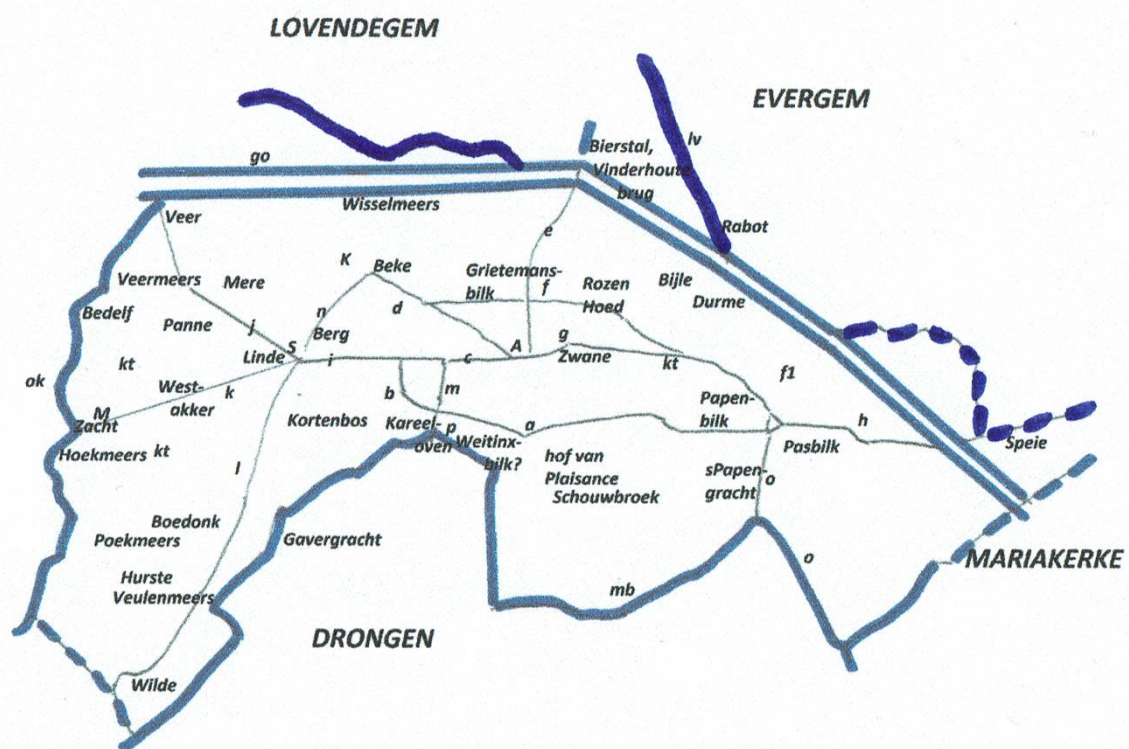 LOVENDEGEM
EVERGEM
lv
Bierstal,
Vinderhoute
brug
go
Wisselmeers
Veer
Rabot
e
K
Beke
Grietemans-
bilk
f
Rozen
Hoed
Bijle
Durme
Veermeers
Mere
Bedelf
Panne
j
n
Berg
d
S
Linde
i
c
A
g
Zwane
kt
kt
ok
West-
akker
k
b
m
f1
M
Zacht
Kortenbos
Kareel-
oven
p
Weitinx-
bilk?
a
Papen-
bilk
h
Pasbilk
Speie
Hoekmeers
kt
l
hof van
Plaisance
Schouwbroek
sPapen-
gracht
o
Boedonk
Poekmeers
Gavergracht
Hurste
Veulenmeers
mb
o
MARIAKERKE
DRONGEN
Wilde